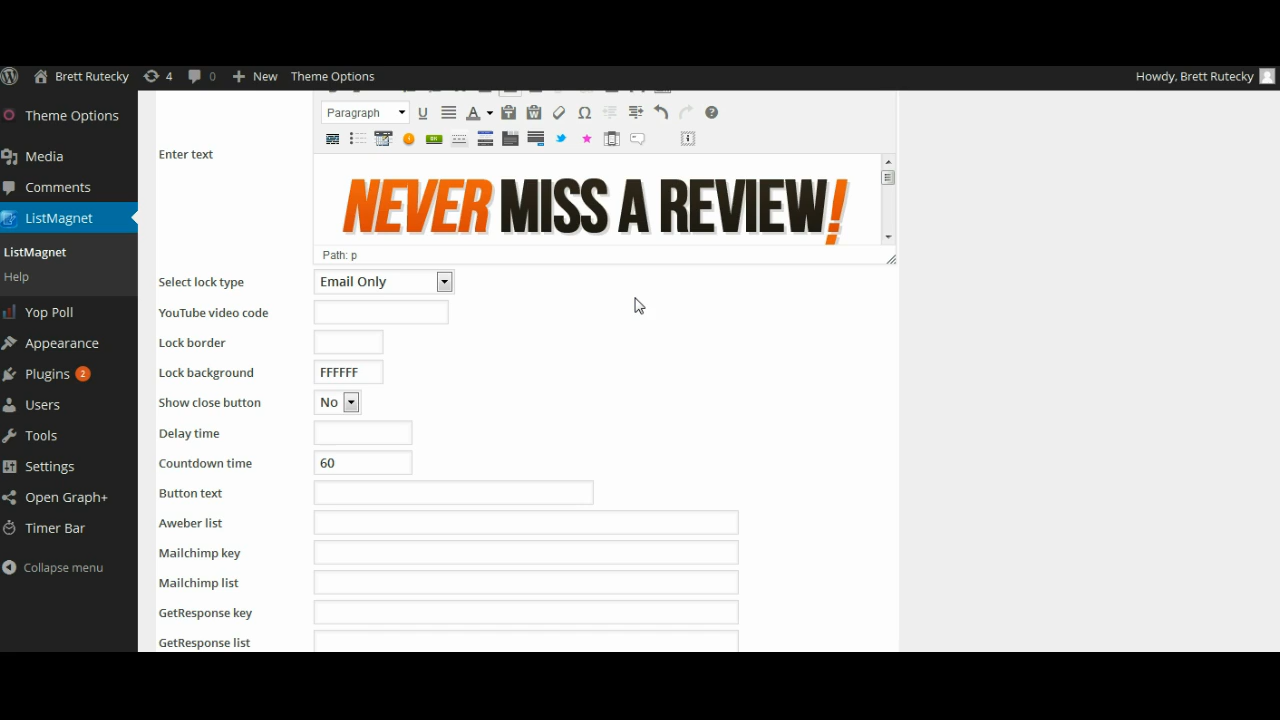 Brett Rutecky 4 0 New Theme Options Howdy, Brett Rutecky
Theme Options
Media
Comments
ListMagnet
ListMagnet
Help
Yop Poll
Appearance
Plugins 2
Users
Tools
Settings
Open Graph+
Timer Bar
Collapse menu
Paragraph
Enter text
NEVER MISS A REVIEW!
Path: p
Select lock type Email Only
YouTube video code
Lock border
Lock background FFFFFF
Show close button No
Delay time
Countdown time 60
Button text
Aweber list
Mailchimp key
Mailchimp list
GetResponse key
GetResponse list